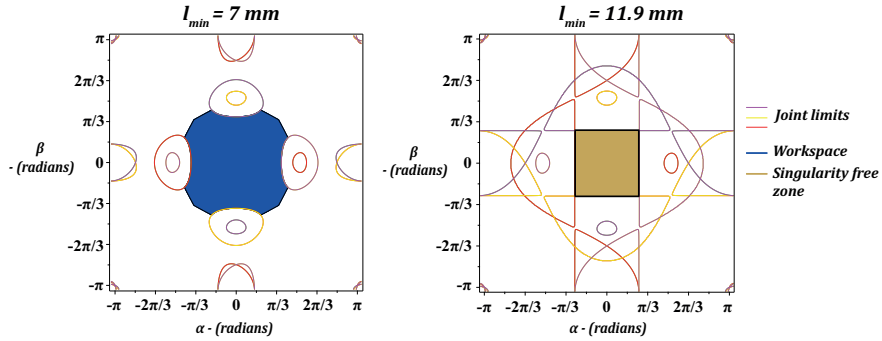 l_min = 7 mm
π
2π/3
π/3
0
-π/3
-2π/3
-π
β
- (radians)
-π
-2π/3
-π/3
0
π/3
2π/3
π
α - (radians)
l_min = 11.9 mm
π
2π/3
π/3
0
-π/3
-2π/3
-π
β
- (radians)
-π
-2π/3
-π/3
0
π/3
2π/3
π
α - (radians)
Joint limits
Workspace
Singularity free
zone